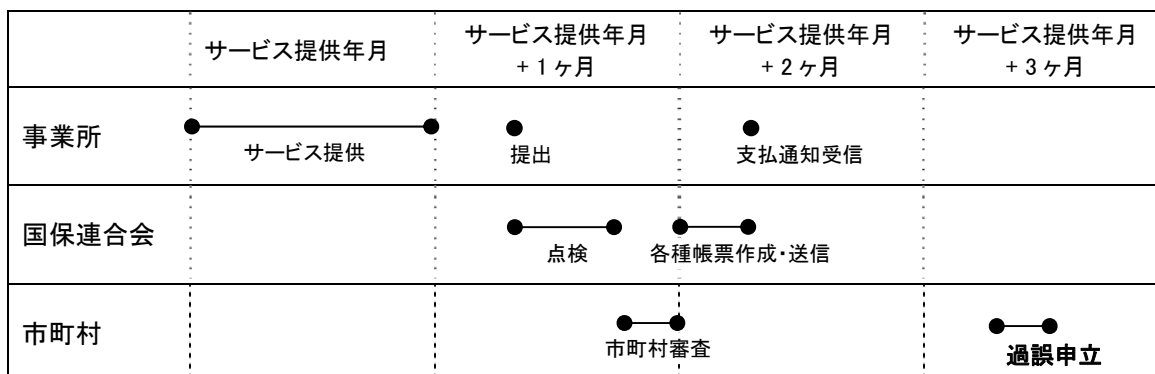 サービス提供年月
サービス提供年月
+ 1 ヶ月
サービス提供年月
+ 2 ヶ月
サービス提供年月
+ 3 ヶ月
事業所
サービス提供
提出
支払通知受信
国保連合会
点検
各種帳票作成・送信
市町村
市町村審査
過誤申立